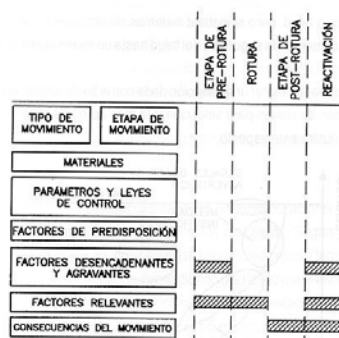 ETAPA DE
PRE-ROTURA
ROTURA
ETAPA DE
POST-ROTURA
REACTIVACIÓN
TIPO DE
MOVIMIENTO
ETAPA DE
MOVIMIENTO
MATERIALES
PARÁMETROS Y LEYES
DE CONTROL
FACTORES DE PREDISPOSICIÓN
FACTORES DESENCADENANTES
Y AGRAVANTES
FACTORES RELEVANTES
CONSECUENCIAS DEL MOVIMIENTO